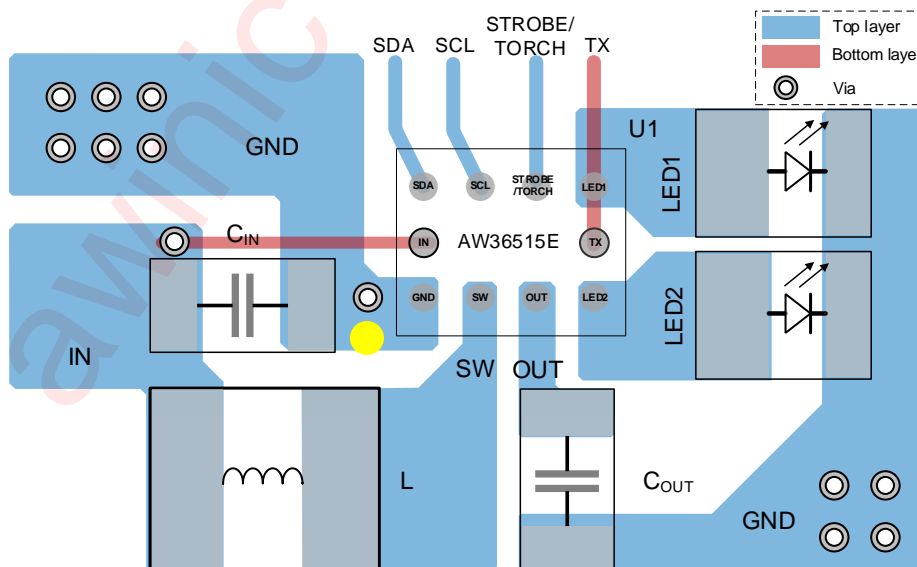 STROBE/
TORCH
SDA
SCL
TX
Top layer
Bottom laye
Via
U1
GND
LED1
SDA
SCL
STROBE
/TORCH
LED1
CIN
IN
AW36515E
TX
GND
SW
OUT
LED2
LED2
IN
SW
OUT
L
COUT
GND
awinic